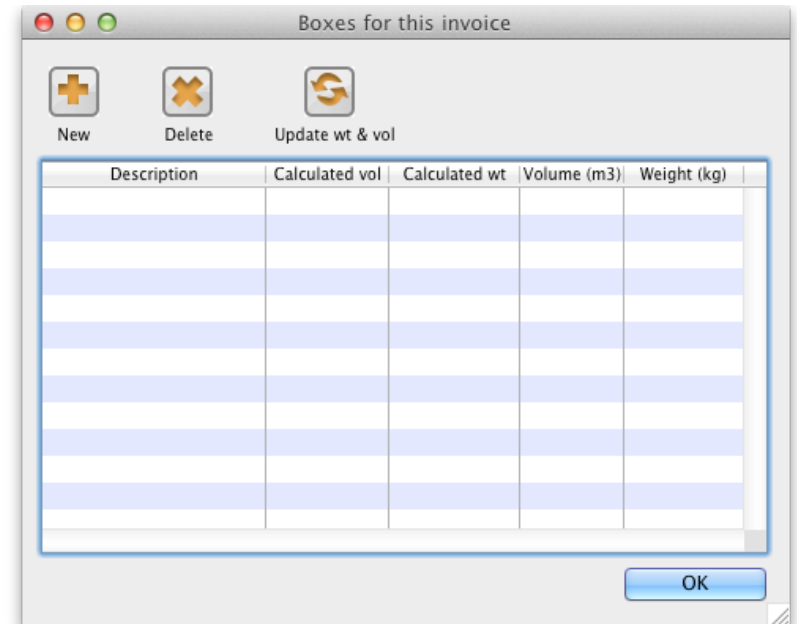 Boxes for this invoice
New Delete Update wt & vol
Description Calculated vol Calculated wt Volume (m3) Weight (kg)
OK